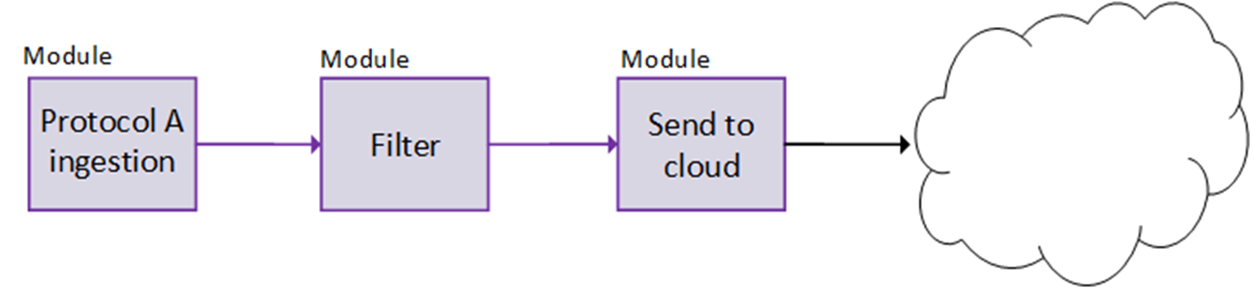 Module
Protocol A
ingestion
Module
Filter
Module
Send to
cloud